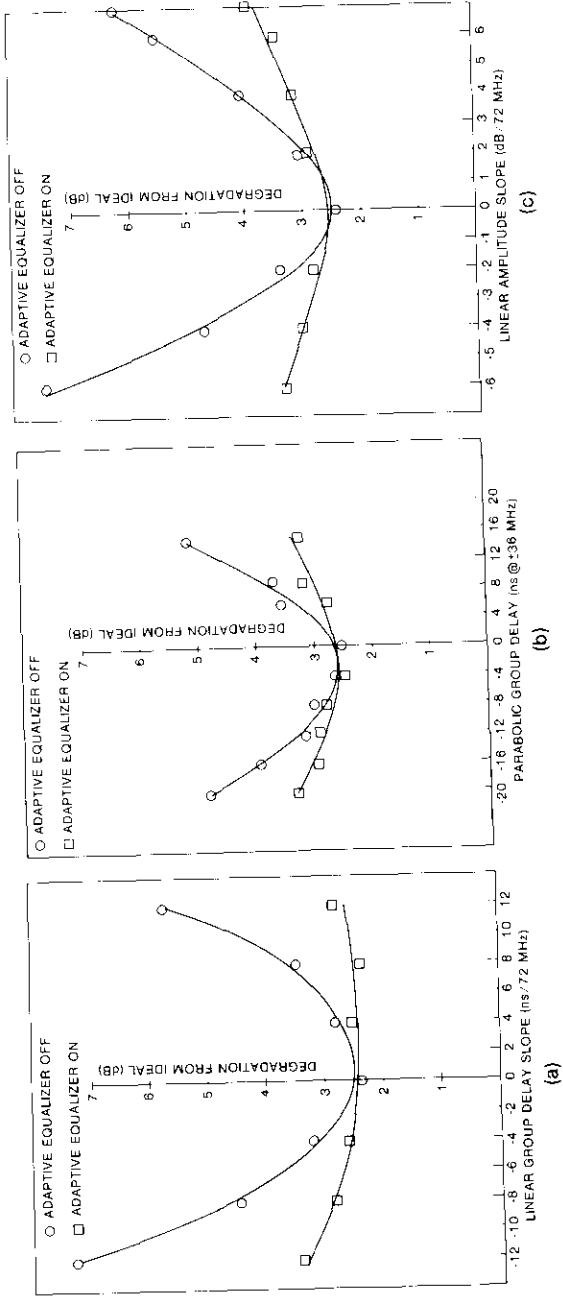 ○ ADAPTIVE EQUALIZER OFF
□ ADAPTIVE EQUALIZER ON
DEGRADATION FROM IDEAL (dB)
7
6
5
4
3
2
-12 -10 -8 -6 -4 -2 0 2 4 6 8 10 12
LINEAR GROUP DELAY SLOPE (ns/72 MHz)
(a)
○ ADAPTIVE EQUALIZER OFF
□ ADAPTIVE EQUALIZER ON
DEGRADATION FROM IDEAL (dB)
7
6
5
4
3
2
-20 -16 -12 -8 -4 0 4 8 12 16 20
PARABOLIC GROUP DELAY (ns@±36 MHz)
(b)
○ ADAPTIVE EQUALIZER OFF
□ ADAPTIVE EQUALIZER ON
DEGRADATION FROM IDEAL (dB)
6
5
4
3
2
-6 -5 -4 -3 -2 -1 0 1 2 3 4 5 6
LINEAR AMPLITUDE SLOPE (dB/72 MHz)
(c)